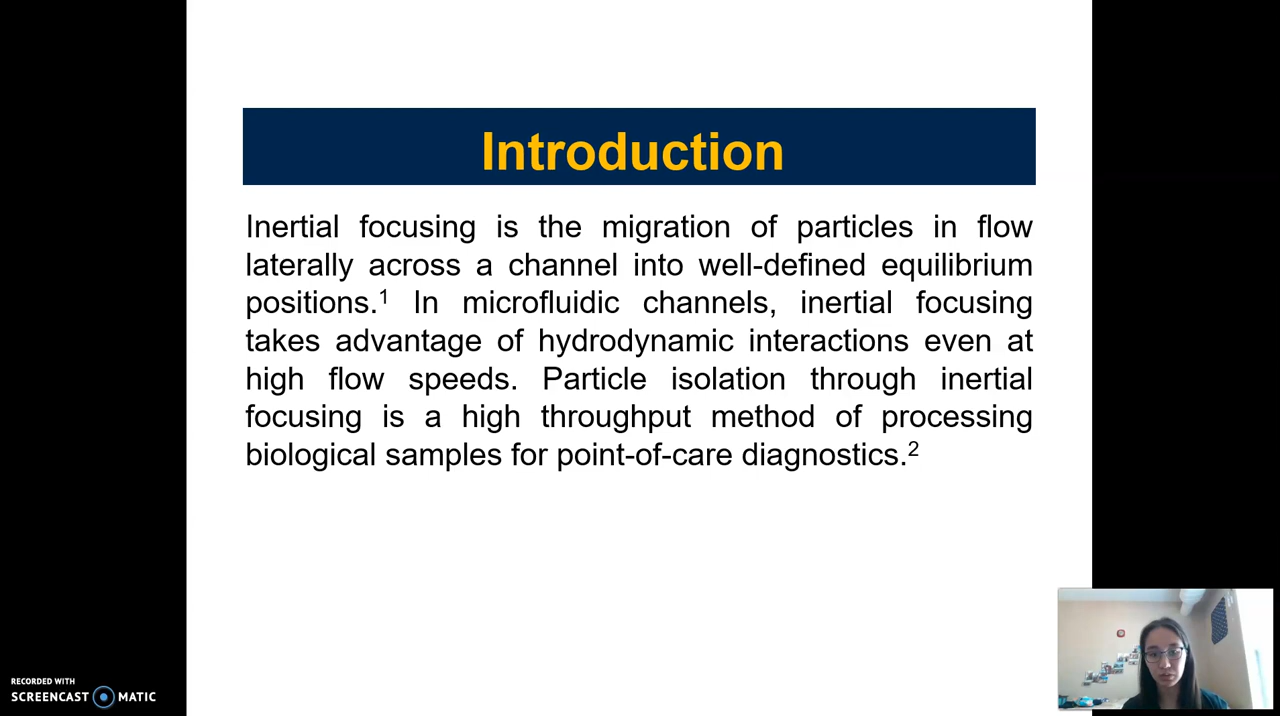 Introduction
Inertial focusing is the migration of particles in flow
laterally across a channel into well-defined equilibrium
positions.¹ In microfluidic channels, inertial focusing
takes advantage of hydrodynamic interactions even at
high flow speeds. Particle isolation through inertial
focusing is a high throughput method of processing
biological samples for point-of-care diagnostics.²
RECORDED WITH
SCREENCAST MATIC